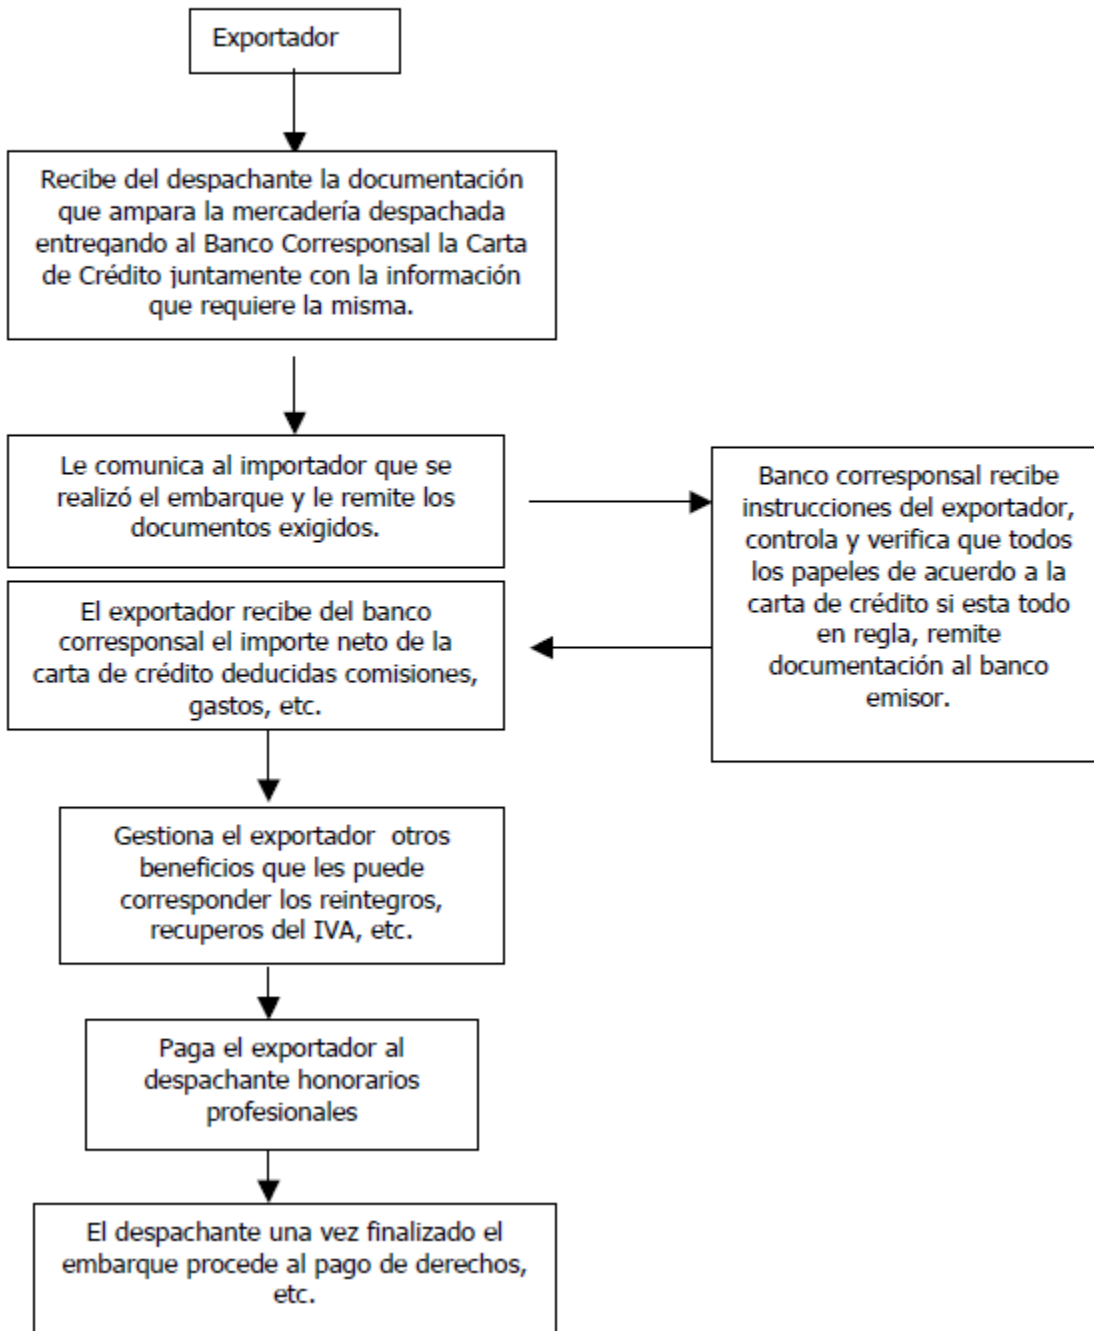 Exportador
Recibe del despachante la documentación
que ampara la mercadería despachada
entregando al Banco Corresponsal la Carta
de Crédito juntamente con la información
que requiere la misma.
Le comunica al importador que se
realizó el embarque y le remite los
documentos exigidos.
Banco corresponsal recibe
instrucciones del exportador,
controla y verifica que todos
los papeles de acuerdo a la
carta de crédito si esta todo
en regla, remite
documentación al banco
emisor.
El exportador recibe del banco
corresponsal el importe neto de la
carta de crédito deducidas comisiones,
gastos, etc.
Gestiona el exportador  otros
beneficios que les puede
corresponder los reintegros,
recuperos del IVA, etc.
Paga el exportador al
despachante honorarios
profesionales
El despachante una vez finalizado el
embarque procede al pago de derechos,
etc.